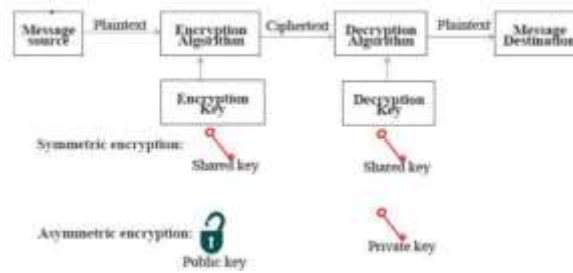 Message source
Plaintext
Encryption Algorithm
Ciphertext
Decryption Algorithm
Plaintext
Message Destination
Encryption Key
Decryption Key
Symmetric encryption:
Shared key
Shared key
Asymmetric encryption:
Public key
Private key